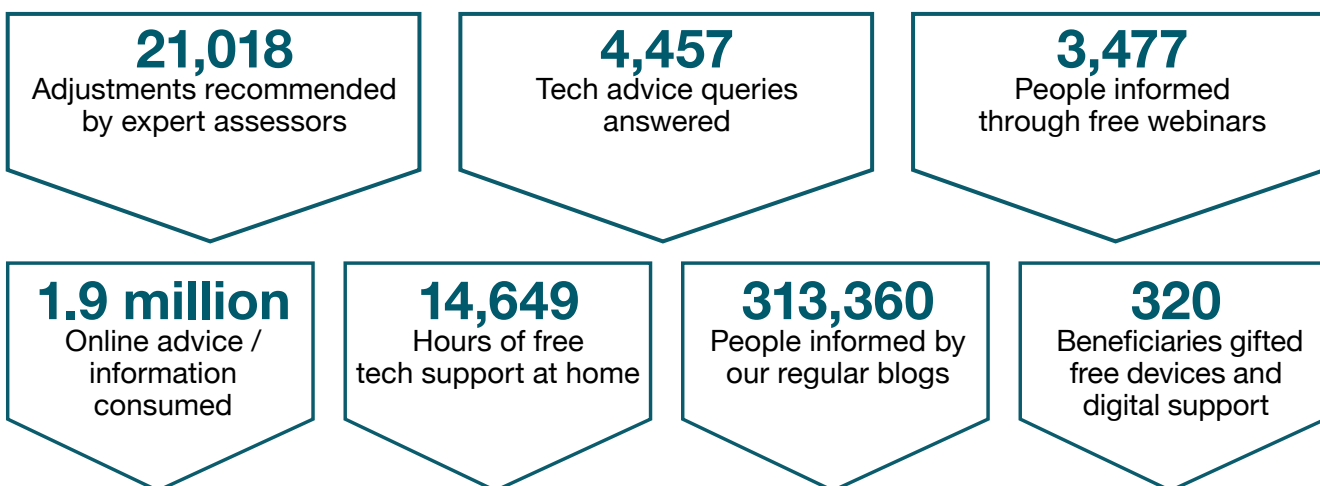 21,018
Adjustments recommended
by expert assessors
4,457
Tech advice queries
answered
3,477
People informed
through free webinars
1.9 million
Online advice /
information
consumed
14,649
Hours of free
tech support at home
313,360
People informed by
our regular blogs
320
Beneficiaries gifted
free devices and
digital support